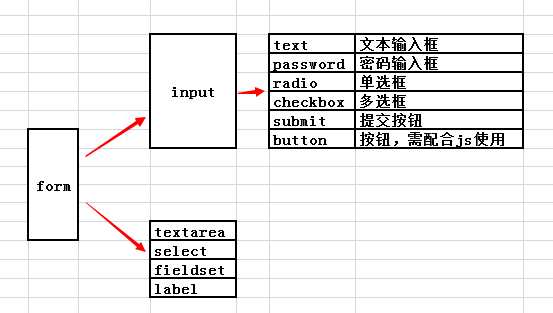 text 文本输入框
password 密码输入框
radio 单选框
input
checkbox 多选框
submit 提交按钮
button 按钮，需配合js使用
form
textarea
select
fieldset
label